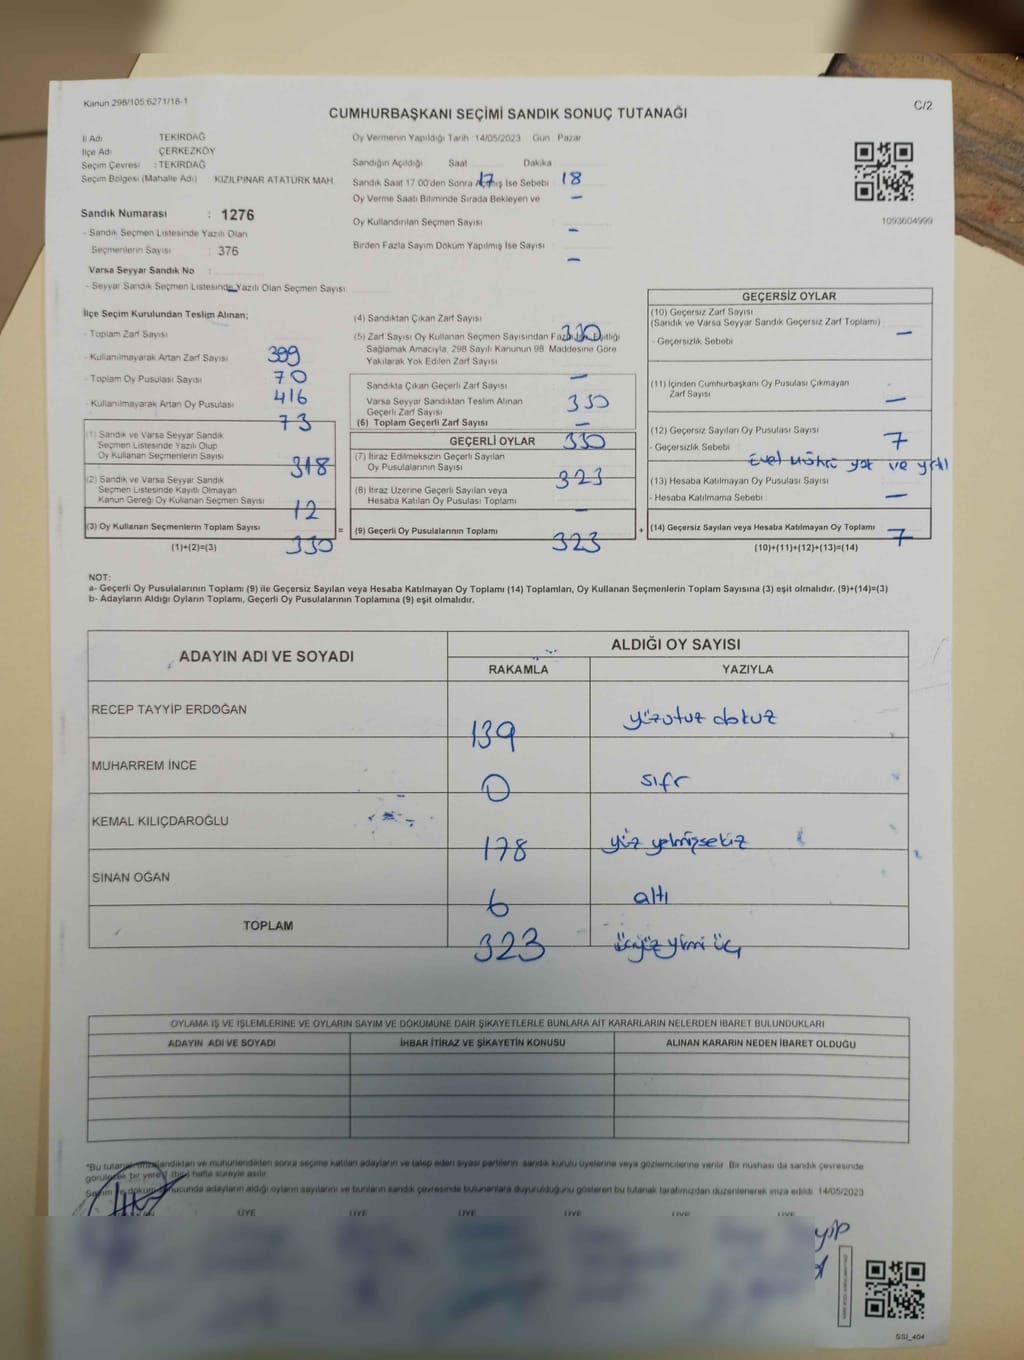 Kanun 298/105 6271/18-1
C/2
CUMHURBAŞKANI SEÇİMİ SANDIK SONUÇ TUTANAĞI
İl Adı TEKİRDAĞ
İlçe Adı ÇERKEZKÖY
Seçim Çevresi : TEKİRDAĞ
Seçim Bölgesi (Mahalle Adı) KIZILPINAR ATATÜRK MAH.
Sandık Numarası : 1276
- Sandık Seçmen Listesinde Yazılı Olan
Seçmenlerin Sayısı : 376
Varsa Seyyar Sandık No :
- Seyyar Sandık Seçmen Listesinde Yazılı Olan Seçmen Sayısı
Oy Vermenin Yapıldığı Tarih 14/05/2023 Gün Pazar
Sandığın Açıldığı Saat Dakika
17 18
Sandık Saat 17 00'den Sonra Açılmış İse Sebebi
–
Oy Verme Saati Bitiminde Sırada Bekleyen ve
Oy Kullandırılan Seçmen Sayısı
–
Birden Fazla Sayım Döküm Yapılmış İse Sayısı
–
1093604999
İlçe Seçim Kurulundan Teslim Alınan;
- Toplam Zarf Sayısı
399
- Kullanılmayarak Artan Zarf Sayısı
70
- Toplam Oy Pusulası Sayısı
416
- Kullanılmayarak Artan Oy Pusulası
73
(1) Sandık ve Varsa Seyyar Sandık
Seçmen Listesinde Yazılı Olup
Oy Kullanan Seçmenlerin Sayısı
318
(2) Sandık ve Varsa Seyyar Sandık
Seçmen Listesinde Kayıtlı Olmayan
Kanun Gereği Oy Kullanan Seçmen Sayısı
12
(3) Oy Kullanan Seçmenlerin Toplam Sayısı
330
(1)+(2)=(3)
(4) Sandıktan Çıkan Zarf Sayısı
330
(5) Zarf Sayısı Oy Kullanan Seçmen Sayısından Fazla İse Eşitliği
Sağlamak Amacıyla, 298 Sayılı Kanunun 98 Maddesine Göre
Yakılarak Yok Edilen Zarf Sayısı
–
Sandıkta Çıkan Geçerli Zarf Sayısı
330
Varsa Seyyar Sandıktan Teslim Alınan
Geçerli Zarf Sayısı
–
(6) Toplam Geçerli Zarf Sayısı
330
GEÇERLİ OYLAR
(7) İtiraz Edilmeksizin Geçerli Sayılan
Oy Pusulalarının Sayısı
323
(8) İtiraz Üzerine Geçerli Sayılan veya
Hesaba Katılan Oy Pusulası Toplamı
–
= (9) Geçerli Oy Pusulalarının Toplamı
323
GEÇERSİZ OYLAR
(10) Geçersiz Zarf Sayısı
(Sandık ve Varsa Seyyar Sandık Geçersiz Zarf Toplamı)
–
- Geçersizlik Sebebi
(11) İçinden Cumhurbaşkanı Oy Pusulası Çıkmayan
Zarf Sayısı
–
(12) Geçersiz Sayılan Oy Pusulası Sayısı
7
- Geçersizlik Sebebi
yok ve yrtl
(13) Hesaba Katılmayan Oy Pusulası Sayısı
–
- Hesaba Katılmama Sebebi
+ (14) Geçersiz Sayılan veya Hesaba Katılmayan Oy Toplamı
7
(10)+(11)+(12)+(13)=(14)
NOT:
a- Geçerli Oy Pusulalarının Toplamı (9) ile Geçersiz Sayılan veya Hesaba Katılmayan Oy Toplamı (14) Toplamları, Oy Kullanan Seçmenlerin Toplam Sayısına (3) eşit olmalıdır. (9)+(14)=(3)
b- Adayların Aldığı Oyların Toplamı, Geçerli Oy Pusulalarının Toplamına (9) eşit olmalıdır.
ADAYIN ADI VE SOYADI
ALDIĞI OY SAYISI
RAKAMLA YAZIYLA
RECEP TAYYİP ERDOĞAN
139 yüzotuz dokuz
MUHARREM İNCE
0 sıfr
KEMAL KILIÇDAROĞLU
178 yüz yetmişsekiz
SİNAN OĞAN
6 altı
TOPLAM
323 üçyüz yirmi üç
OYLAMA İŞ VE İŞLEMLERİNE VE OYLARIN SAYIM VE DÖKÜMÜNE DAİR ŞİKAYETLERLE BUNLARA AİT KARARLARIN NELERDEN İBARET BULUNDUKLARI
ADAYIN ADI VE SOYADI İHBAR İTİRAZ VE ŞİKAYETİN KONUSU ALINAN KARARIN NEDEN İBARET OLDUĞU
*Bu tutanak imzalandıktan ve mühürlendikten sonra seçime katılan adayların ve talep eden siyasi partilerin sandık kurulu üyelerine veya gözlemcilerine verilir. Bir nüshası da sandık çevresinde
görülecek bir yere 1 (bir) hafta süreyle asılır
Seçim ve döküm sonucunda adayların aldığı oyların sayılarını ve bunların sandık çevresinde bulunanlara duyurulduğunu gösteren bu tutanak tarafımızdan düzenlenerek imza edildi. 14/05/2023
ÜYE ÜYE ÜYE ÜYE ÜYE ÜYE
SSI_404